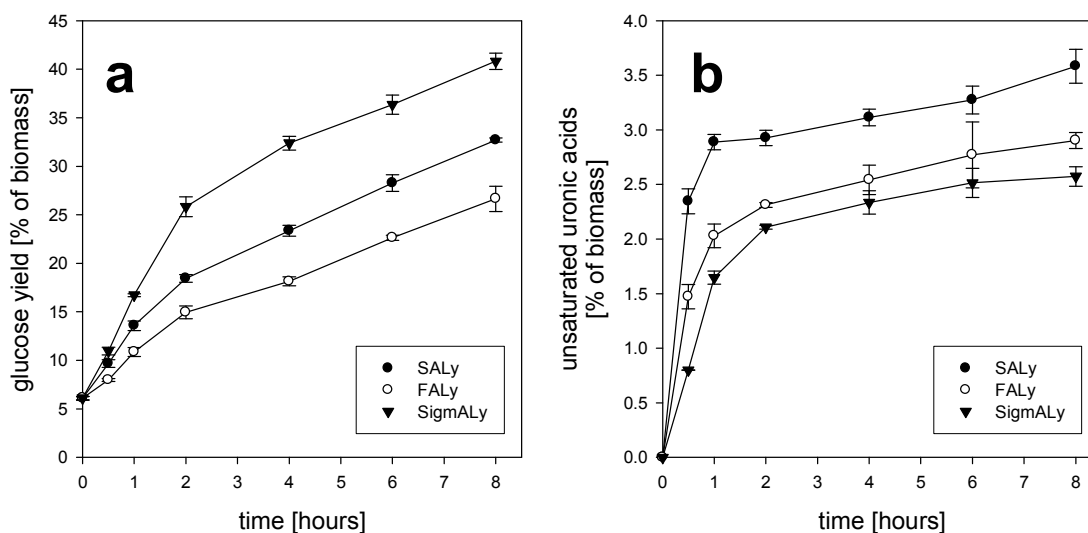 a
glucose yield [% of biomass]
45
40
35
30
25
20
15
10
5
0
0 1 2 3 4 5 6 7 8
time [hours]
SALy
FALy
SigmALy
b
unsaturated uronic acids
[% of biomass]
4.0
3.5
3.0
2.5
2.0
1.5
1.0
0.5
0.0
0 1 2 3 4 5 6 7 8
time [hours]
SALy
FALy
SigmALy